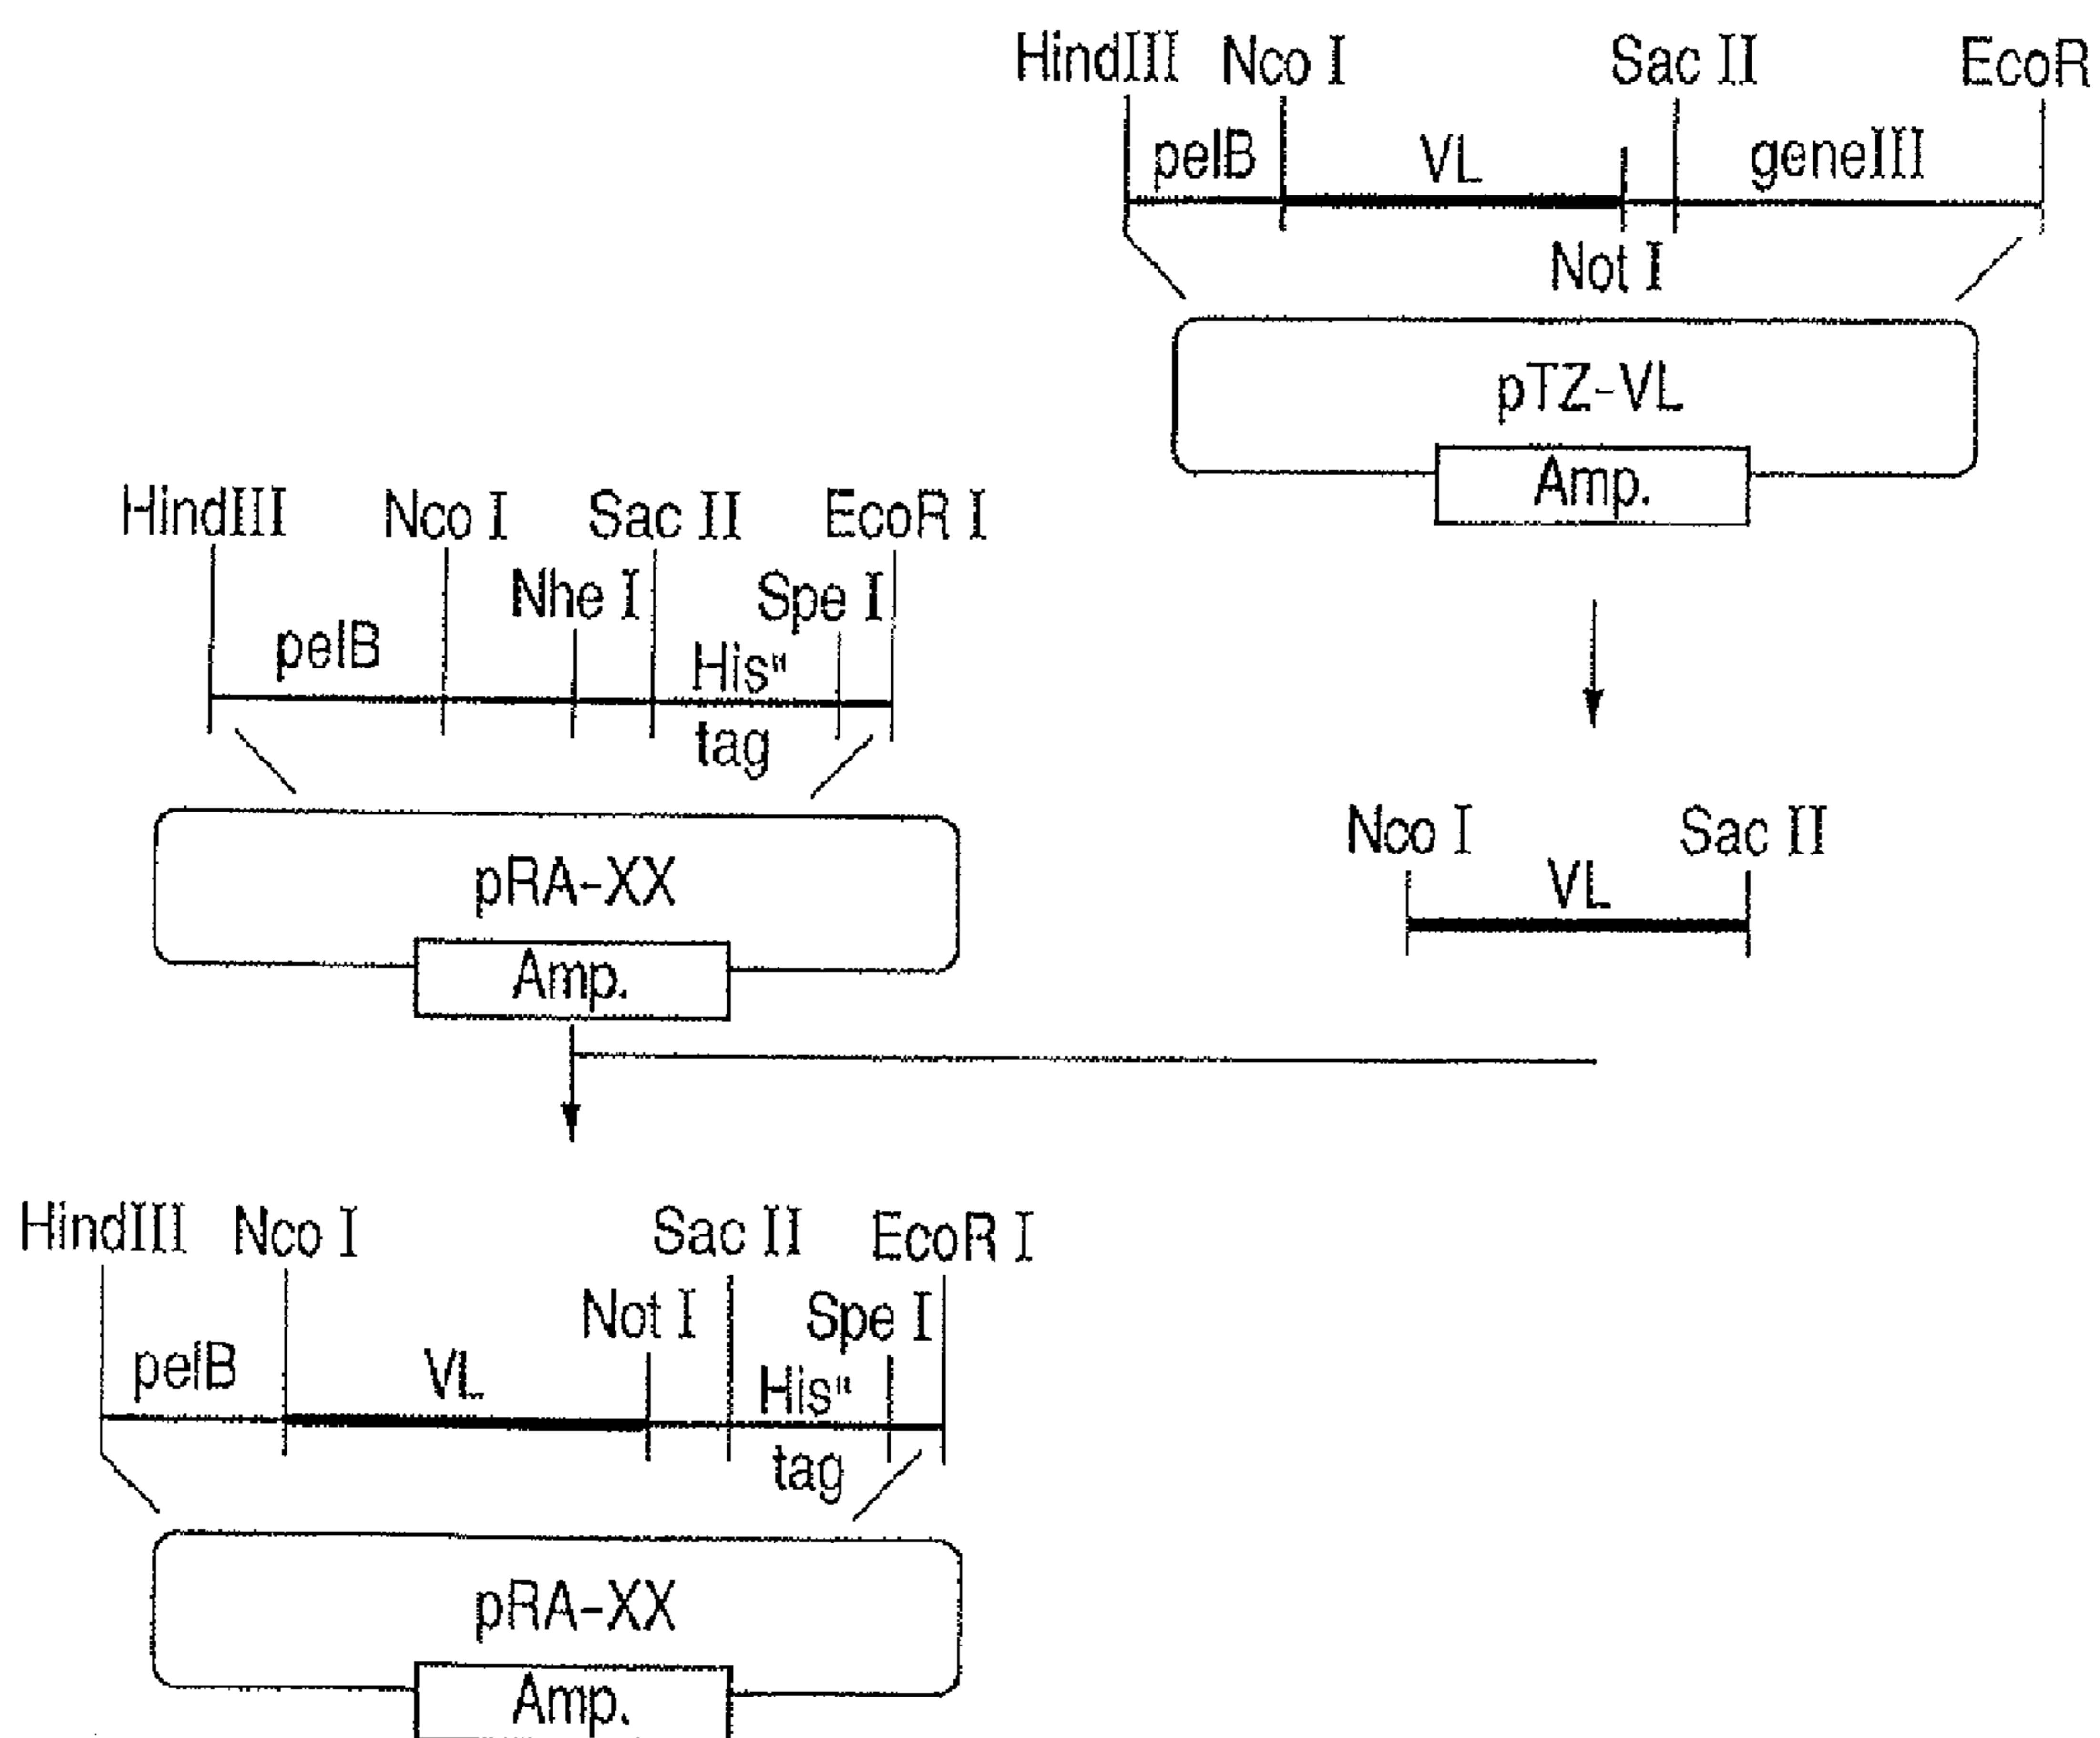 HindIII Nco I Sac II EcoR
pelB VL geneIII
Not I
pTZ-VL
Amp.
HindIII Nco I Sac II EcoR I
Nhe I Spe I
pelB His"
tag
pRA-XX
Amp.
Nco I Sac II
VL
HindIII Nco I Sac II EcoR I
Not I Spe I
pelB VL His"
tag
pRA-XX
Amp.